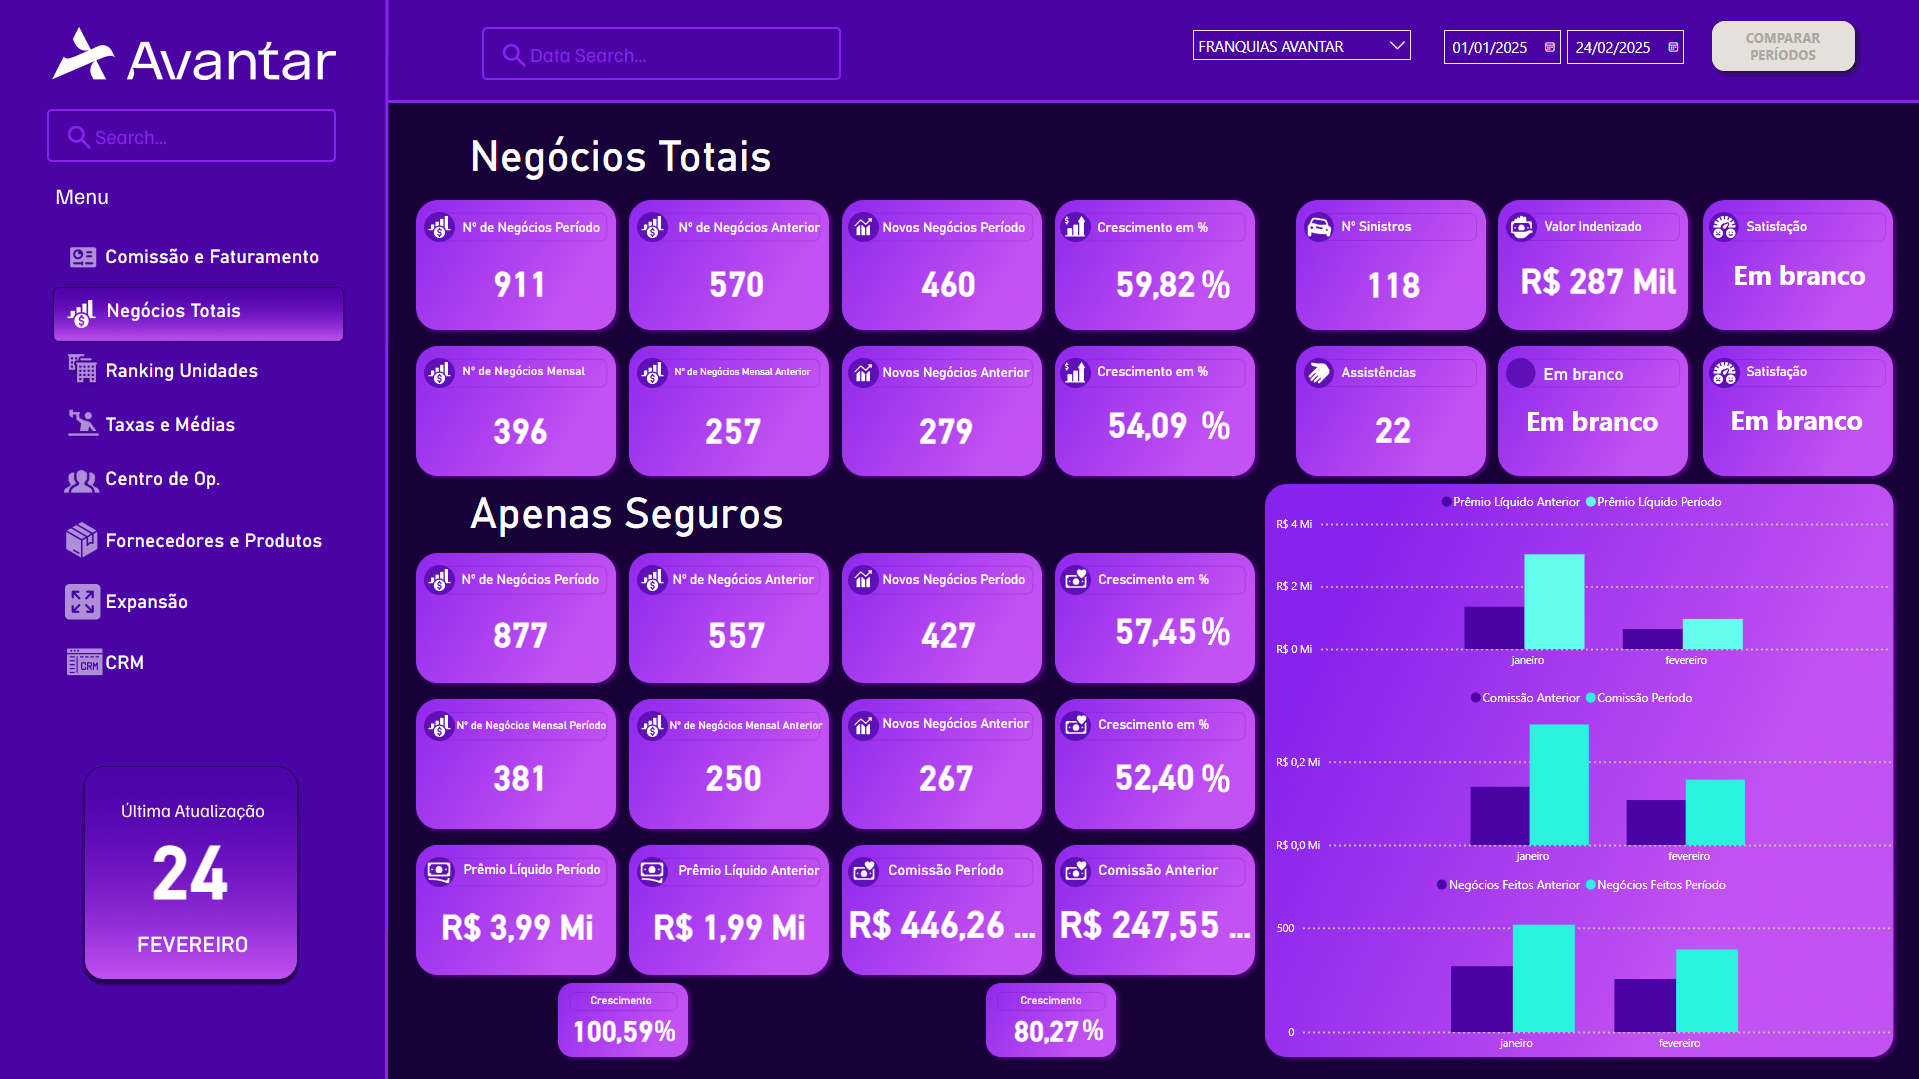 Avantar
Search...
Menu
Comissão e Faturamento
Negócios Totais
Ranking Unidades
Taxas e Médias
Centro de Op.
Fornecedores e Produtos
Expansão
CRM
CRM
Última Atualização
24
FEVEREIRO
Data Search...
FRANQUIAS AVANTAR
01/01/2025
24/02/2025
COMPARAR
PERÍODOS
Negócios Totais
Nº de Negócios Período
911
Nº de Negócios Anterior
570
Novos Negócios Período
460
Crescimento em %
59,82 %
Nº Sinistros
118
Valor Indenizado
R$ 287 Mil
Satisfação
Em branco
Nº de Negócios Mensal
396
Nº de Negócios Mensal Anterior
257
Novos Negócios Anterior
279
Crescimento em %
54,09 %
Assistências
22
Em branco
Em branco
Satisfação
Em branco
Apenas Seguros
Nº de Negócios Período
877
Nº de Negócios Anterior
557
Novos Negócios Período
427
Crescimento em %
57,45 %
Nº de Negócios Mensal Período
381
Nº de Negócios Mensal Anterior
250
Novos Negócios Anterior
267
Crescimento em %
52,40 %
Prêmio Líquido Período
R$ 3,99 Mi
Prêmio Líquido Anterior
R$ 1,99 Mi
Comissão Período
R$ 446,26 ...
Comissão Anterior
R$ 247,55 ...
Crescimento
100,59%
Crescimento
80,27%
Prêmio Líquido Anterior Prêmio Líquido Período
R$ 4 Mi
R$ 2 Mi
R$ 0 Mi
janeiro fevereiro
Comissão Anterior Comissão Período
R$ 0,2 Mi
R$ 0,0 Mi
janeiro fevereiro
Negócios Feitos Anterior Negócios Feitos Período
500
0
janeiro fevereiro